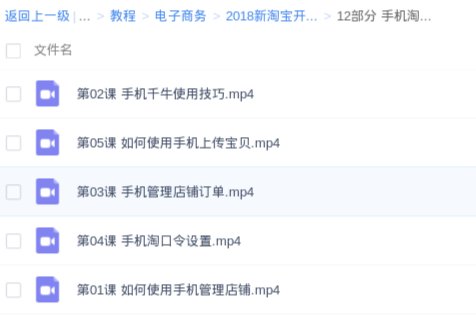 返回上一级 | ... > 教程 > 电子商务 > 2018新淘宝开... > 12部分 手机淘...
文件名
第02课 手机千牛使用技巧.mp4
第05课 如何使用手机上传宝贝.mp4
第03课 手机管理店铺订单.mp4
第04课 手机淘口令设置.mp4
第01课 如何使用手机管理店铺.mp4